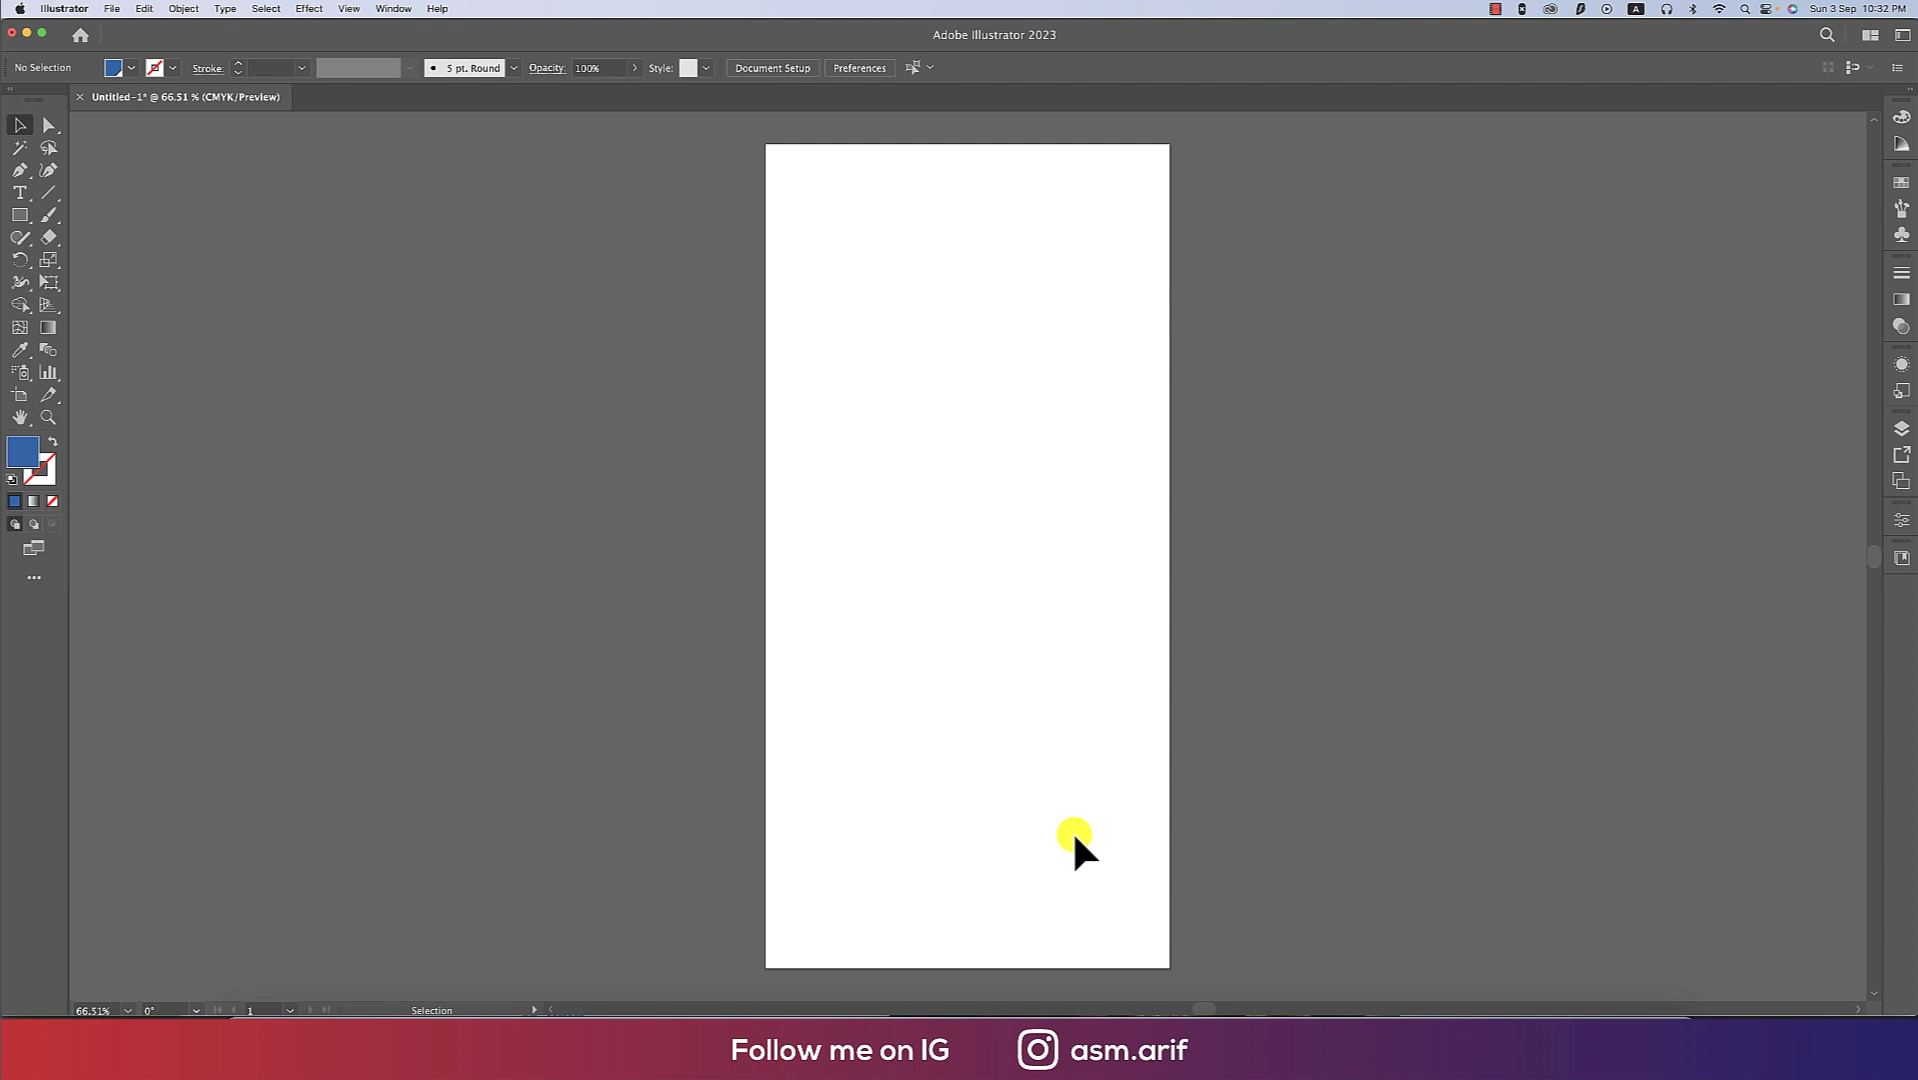 Illustrator File Edit Object Type Select Effect View Window Help
A Sun 3 Sep 10:32 PM
Adobe Illustrator 2023
No Selection Stroke: 5 pt. Round Opacity: 100% Style: Document Setup Preferences
Untitled-1* @ 66.51 % (CMYK/Preview)
66.51% 0° 1 Selection
Follow me on IG asm.arif